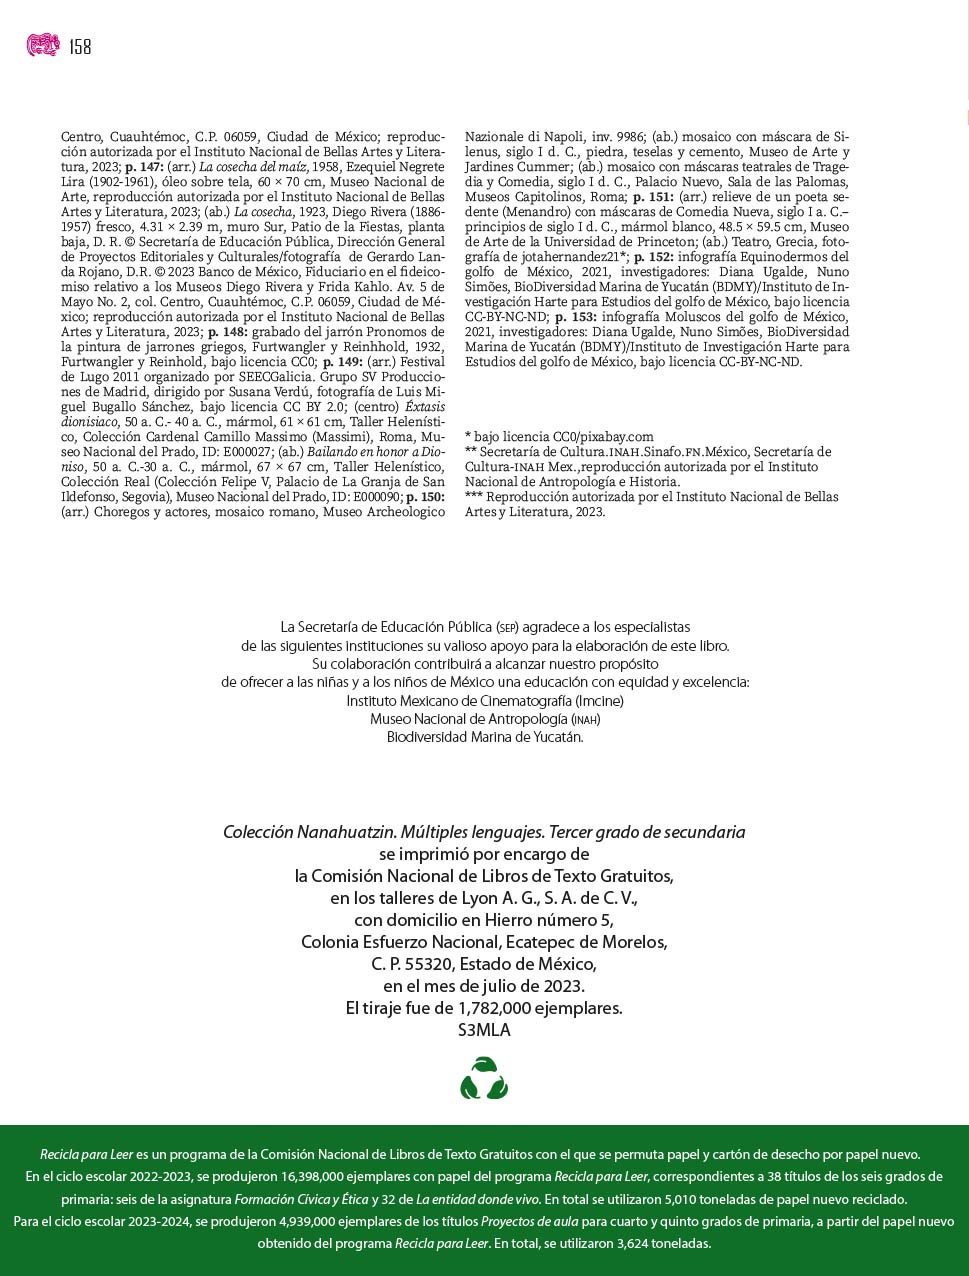 158
Centro, Cuauhtémoc, C.P. 06059, Ciudad de México; reproduc-
ción autorizada por el Instituto Nacional de Bellas Artes y Litera-
tura, 2023; p. 147: (arr.) La cosecha del maíz, 1958, Ezequiel Negrete
Lira (1902-1961), óleo sobre tela, 60 × 70 cm, Museo Nacional de
Arte, reproducción autorizada por el Instituto Nacional de Bellas
Artes y Literatura, 2023; (ab.) La cosecha, 1923, Diego Rivera (1886-
1957) fresco, 4.31 × 2.39 m, muro Sur, Patio de la Fiestas, planta
baja, D. R. © Secretaría de Educación Pública, Dirección General
de Proyectos Editoriales y Culturales/fotografía de Gerardo Lan-
da Rojano, D.R. © 2023 Banco de México, Fiduciario en el fideico-
miso relativo a los Museos Diego Rivera y Frida Kahlo. Av. 5 de
Mayo No. 2, col. Centro, Cuauhtémoc, C.P. 06059, Ciudad de Mé-
xico; reproducción autorizada por el Instituto Nacional de Bellas
Artes y Literatura, 2023; p. 148: grabado del jarrón Pronomos de
la pintura de jarrones griegos, Furtwangler y Reinhhold, 1932,
Furtwangler y Reinhold, bajo licencia CC0; p. 149: (arr.) Festival
de Lugo 2011 organizado por SEECGalicia. Grupo SV Produccio-
nes de Madrid, dirigido por Susana Verdú, fotografía de Luis Mi-
guel Bugallo Sánchez, bajo licencia CC BY 2.0; (centro) Éxtasis
dionisiaco, 50 a. C.- 40 a. C., mármol, 61 × 61 cm, Taller Helenísti-
co, Colección Cardenal Camillo Massimo (Massimi), Roma, Mu-
seo Nacional del Prado, ID: E000027; (ab.) Bailando en honor a Dio-
niso, 50 a. C.-30 a. C., mármol, 67 × 67 cm, Taller Helenístico,
Colección Real (Colección Felipe V, Palacio de La Granja de San
Ildefonso, Segovia), Museo Nacional del Prado, ID: E000090; p. 150:
(arr.) Choregos y actores, mosaico romano, Museo Archeologico
Nazionale di Napoli, inv. 9986; (ab.) mosaico con máscara de Si-
lenus, siglo I d. C., piedra, teselas y cemento, Museo de Arte y
Jardines Cummer; (ab.) mosaico con máscaras teatrales de Trage-
dia y Comedia, siglo I d. C., Palacio Nuevo, Sala de las Palomas,
Museos Capitolinos, Roma; p. 151: (arr.) relieve de un poeta se-
dente (Menandro) con máscaras de Comedia Nueva, siglo I a. C.–
principios de siglo I d. C., mármol blanco, 48.5 × 59.5 cm, Museo
de Arte de la Universidad de Princeton; (ab.) Teatro, Grecia, foto-
grafía de jotahernandez21*; p. 152: infografía Equinodermos del
golfo de México, 2021, investigadores: Diana Ugalde, Nuno
Simões, BioDiversidad Marina de Yucatán (BDMY)/Instituto de In-
vestigación Harte para Estudios del golfo de México, bajo licencia
CC-BY-NC-ND; p. 153: infografía Moluscos del golfo de México,
2021, investigadores: Diana Ugalde, Nuno Simões, BioDiversidad
Marina de Yucatán (BDMY)/Instituto de Investigación Harte para
Estudios del golfo de México, bajo licencia CC-BY-NC-ND.
* bajo licencia CC0/pixabay.com
** Secretaría de Cultura.INAH.Sinafo.FN.México, Secretaría de
Cultura-INAH Mex.,reproducción autorizada por el Instituto
Nacional de Antropología e Historia.
*** Reproducción autorizada por el Instituto Nacional de Bellas
Artes y Literatura, 2023.
La Secretaría de Educación Pública (SEP) agradece a los especialistas
de las siguientes instituciones su valioso apoyo para la elaboración de este libro.
Su colaboración contribuirá a alcanzar nuestro propósito
de ofrecer a las niñas y a los niños de México una educación con equidad y excelencia:
Instituto Mexicano de Cinematografía (Imcine)
Museo Nacional de Antropología (INAH)
Biodiversidad Marina de Yucatán.
Colección Nanahuatzin. Múltiples lenguajes. Tercer grado de secundaria
se imprimió por encargo de
la Comisión Nacional de Libros de Texto Gratuitos,
en los talleres de Lyon A. G., S. A. de C. V.,
con domicilio en Hierro número 5,
Colonia Esfuerzo Nacional, Ecatepec de Morelos,
C. P. 55320, Estado de México,
en el mes de julio de 2023.
El tiraje fue de 1,782,000 ejemplares.
S3MLA
Recicla para Leer es un programa de la Comisión Nacional de Libros de Texto Gratuitos con el que se permuta papel y cartón de desecho por papel nuevo.
En el ciclo escolar 2022-2023, se produjeron 16,398,000 ejemplares con papel del programa Recicla para Leer, correspondientes a 38 títulos de los seis grados de
primaria: seis de la asignatura Formación Cívica y Ética y 32 de La entidad donde vivo. En total se utilizaron 5,010 toneladas de papel nuevo reciclado.
Para el ciclo escolar 2023-2024, se produjeron 4,939,000 ejemplares de los títulos Proyectos de aula para cuarto y quinto grados de primaria, a partir del papel nuevo
obtenido del programa Recicla para Leer. En total, se utilizaron 3,624 toneladas.